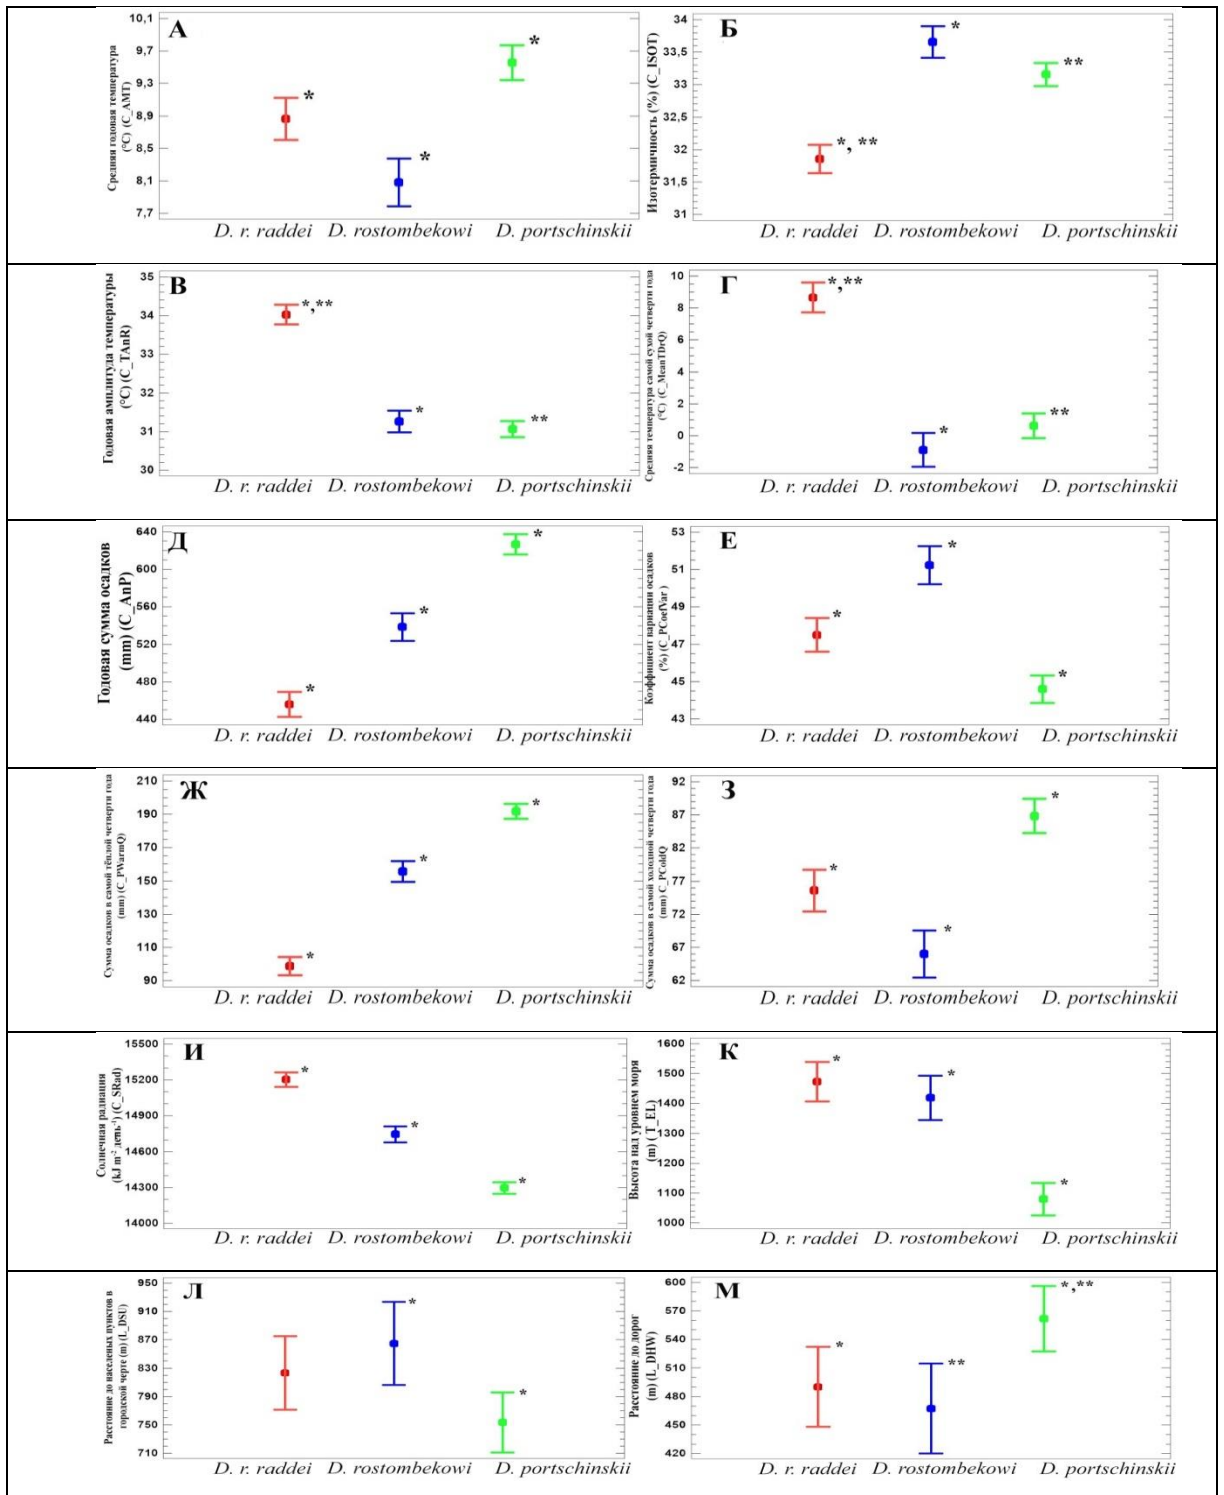 А
Средняя годовая температура
(°C) (C_AMT)
10,1
9,7
9,3
8,9
8,5
8,1
7,7
*
*
*
D. r. raddei D. rostombekowi D. portschinskii
Б
Изотермичность (%) (C_ISOT)
34
33,5
33
32,5
32
31,5
31
*, **
*
**
D. r. raddei D. rostombekowi D. portschinskii
В
Годовая амплитуда температуры
(°C) (C_TAnR)
35
34
33
32
31
30
*,**
*
**
D. r. raddei D. rostombekowi D. portschinskii
Г
Средняя температура самой сухой четверти года
(°C) (C_MeanTDrQ)
10
8
6
4
2
0
-2
*,**
*
**
D. r. raddei D. rostombekowi D. portschinskii
Д
Годовая сумма осадков
(mm) (C_AnP)
640
600
560
520
480
440
*
*
*
D. r. raddei D. rostombekowi D. portschinskii
Е
Коэффициент вариации осадков
(%) (C_PCoefVar )
53
51
49
47
45
43
*
*
*
D. r. raddei D. rostombekowi D. portschinskii
Ж
Сумма осадков в самой тёплой четверти года
(mm) (C_PWarmQ)
210
190
170
150
130
110
90
*
*
*
D. r. raddei D. rostombekowi D. portschinskii
З
Сумма осадков в самой холодной четверти года
(mm) C_PColdQ
92
87
82
76
72
67
62
*
*
*
D. r. raddei D. rostombekowi D. portschinskii
И
Солнечная радиация
(kJ m⁻² день⁻¹) (C_SRad)
15500
15200
14900
14600
14300
14000
*
*
*
D. r. raddei D. rostombekowi D. portschinskii
К
Высота над уровнем моря
(m) ( T_EL)
1600
1500
1400
1300
1200
1100
1000
*
*
*
D. r. raddei D. rostombekowi D. portschinskii
Л
Расстояние до населеных пунктов в
городской черте (m) (L_DSU)
950
910
870
830
790
750
710
*
*
D. r. raddei D. rostombekowi D. portschinskii
М
Расстояние до дорог
(m) (L_DHW)
600
570
540
510
480
450
420
*
**
*,**
D. r. raddei D. rostombekowi D. portschinskii